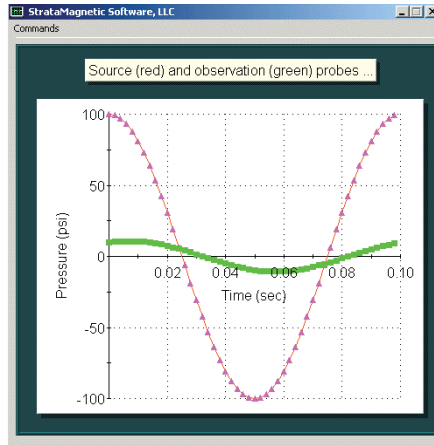 StrataMagnetic Software, LLC
Commands
Source (red) and observation (green) probes ...
100
50
0
-50
-100
0.02
0.04
0.06
0.08
0.10
Pressure (psi)
Time (sec)